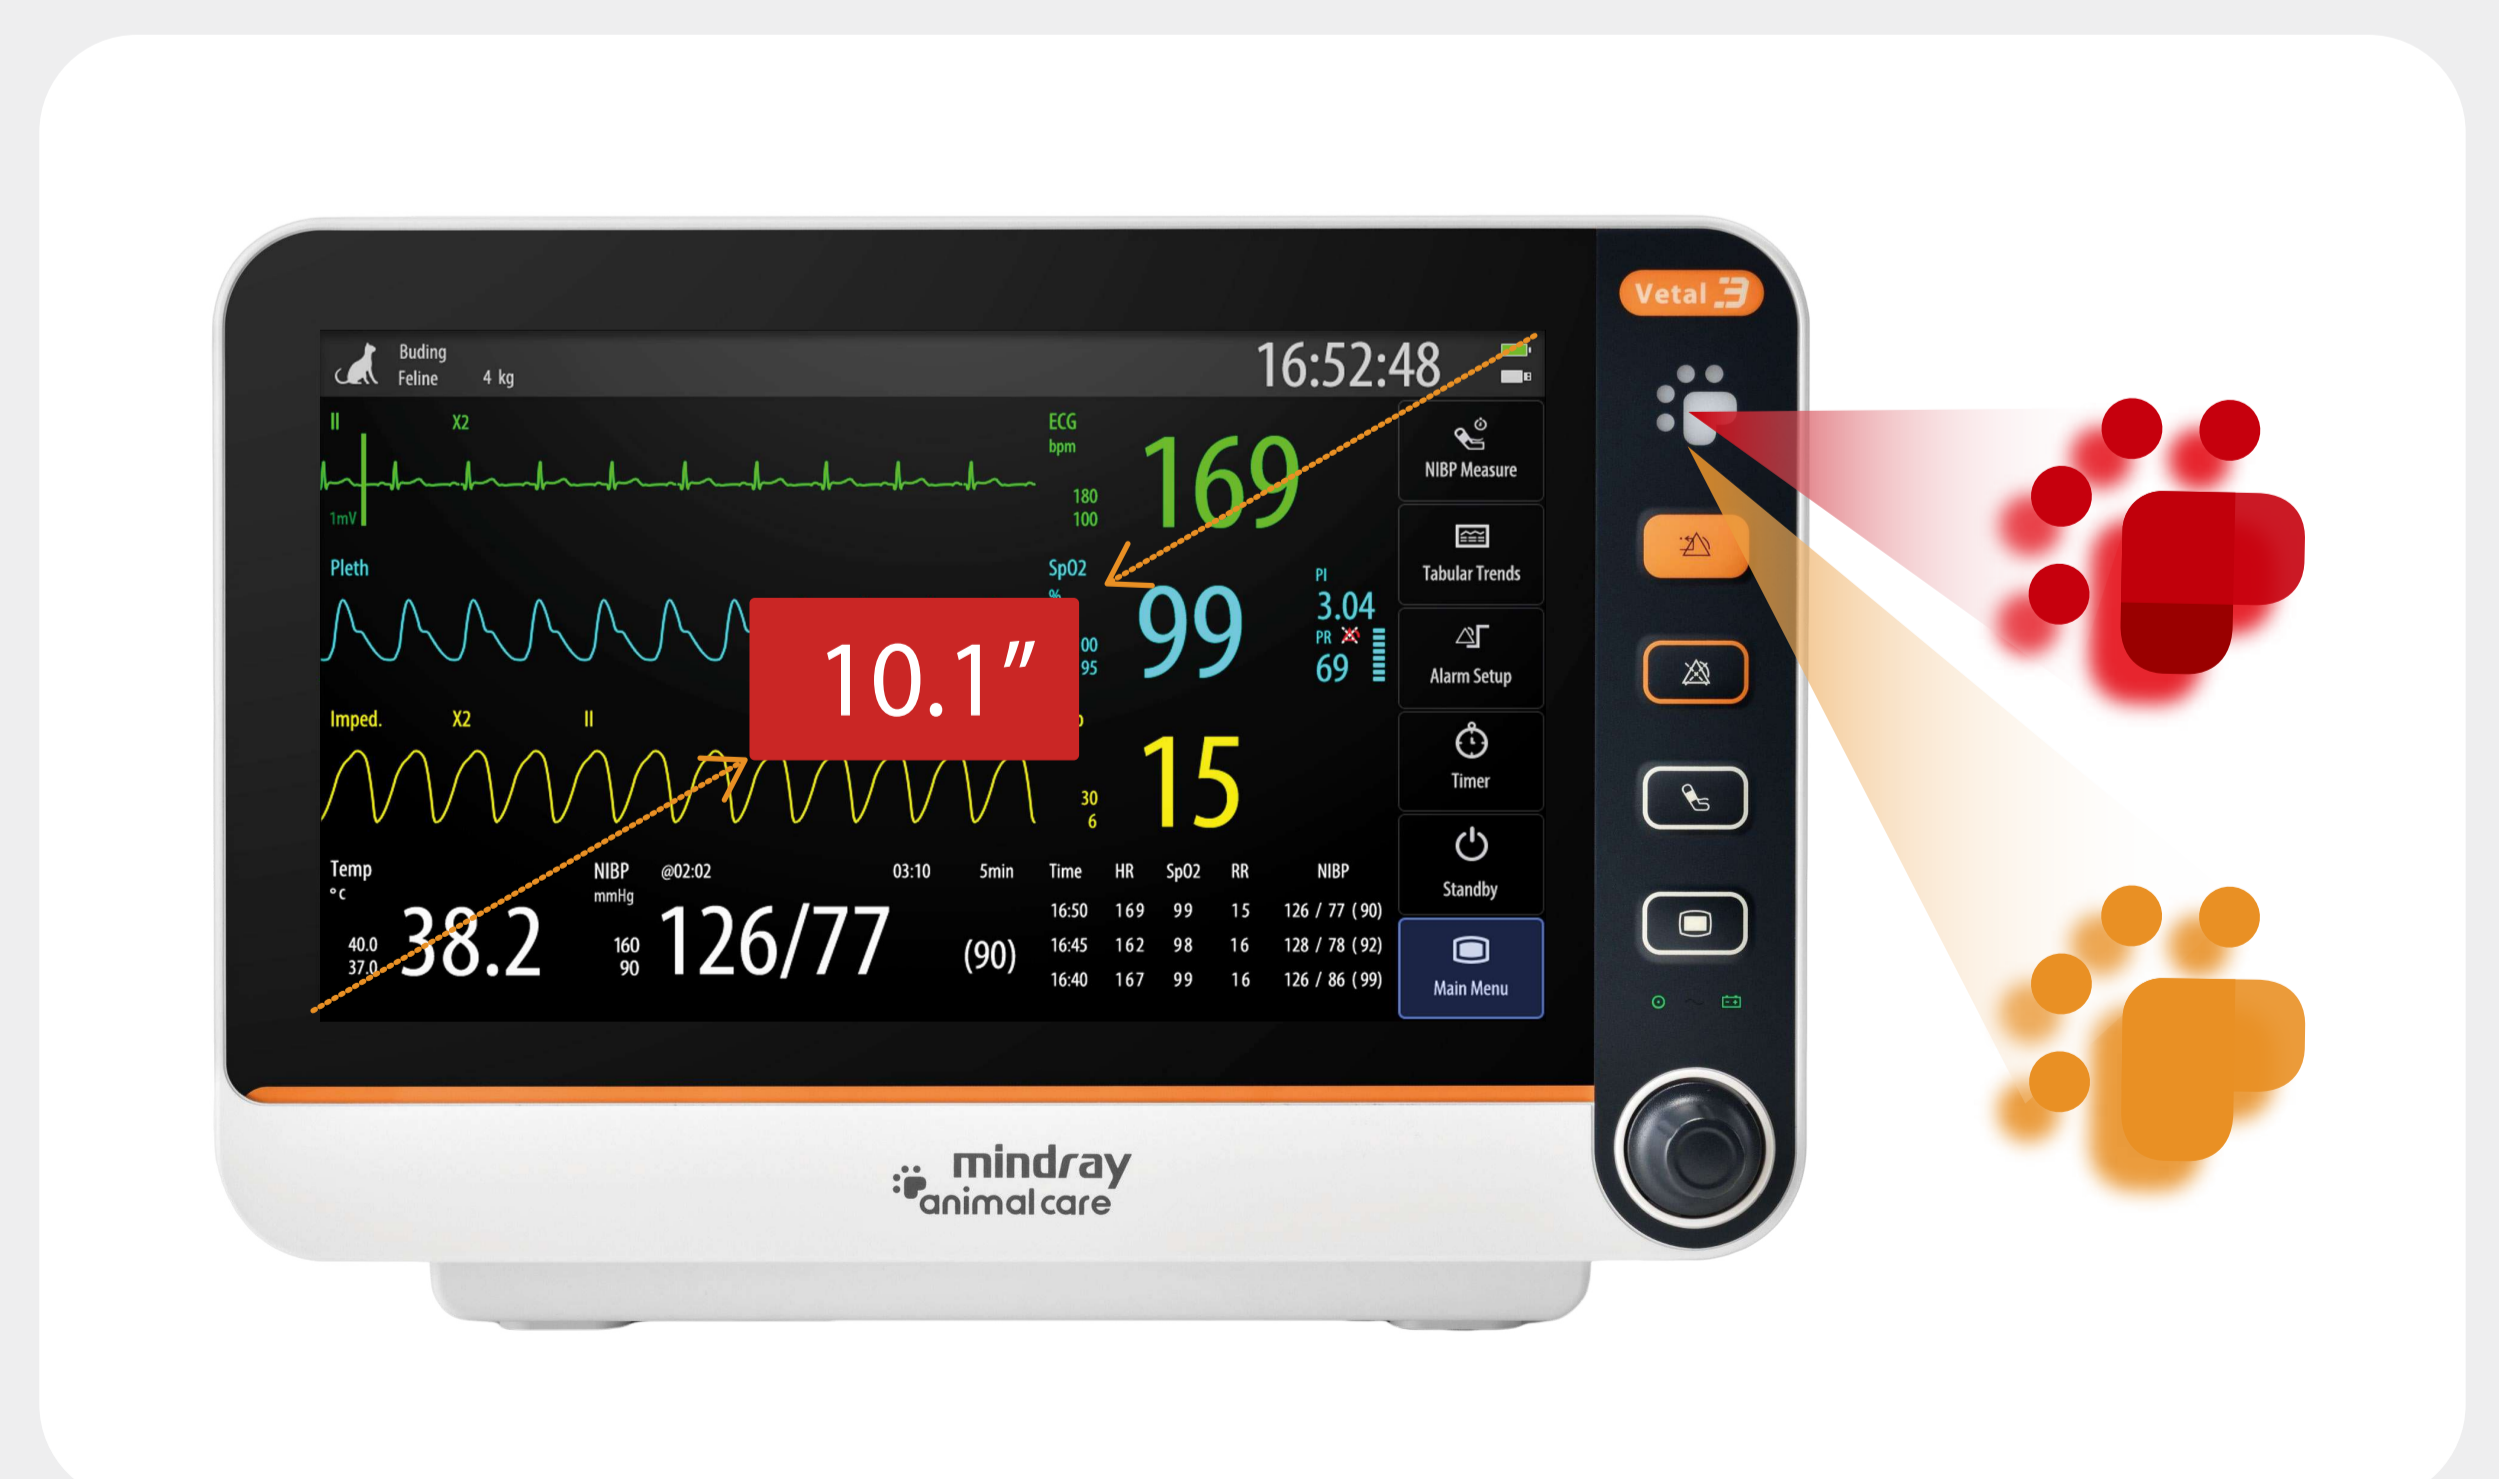 Vetal 3
Buding
Feline 4 kg
16:52:48
II X2
1mV
ECG
bpm
180
100
169
NIBP Measure
Tabular Trends
Alarm Setup
Timer
Standby
Main Menu
Pleth
SpO2
%
00
95
99
PI
3.04
PR
69
10.1”
Imped. X2 II
30
6
15
Temp
°C
40.0
37.0
38.2
NIBP @02:02 03:10 5min
mmHg
160
90
126/77 (90)
Time HR SpO2 RR NIBP
16:50 169 99 15 126 / 77 (90)
16:45 162 98 16 128 / 78 (92)
16:40 167 99 16 126 / 86 (99)
mindray
animal care